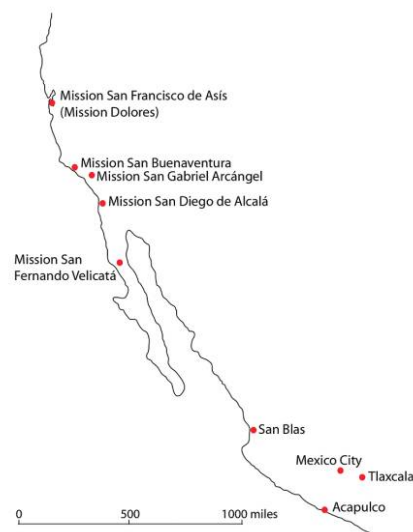 Mission San Francisco de Asís
(Mission Dolores)
Mission San Buenaventura
Mission San Gabriel Arcángel
Mission San Diego de Alcalá
Mission San
Fernando Velicatá
San Blas
Mexico City
Tlaxcala
Acapulco
0 500 1000 miles